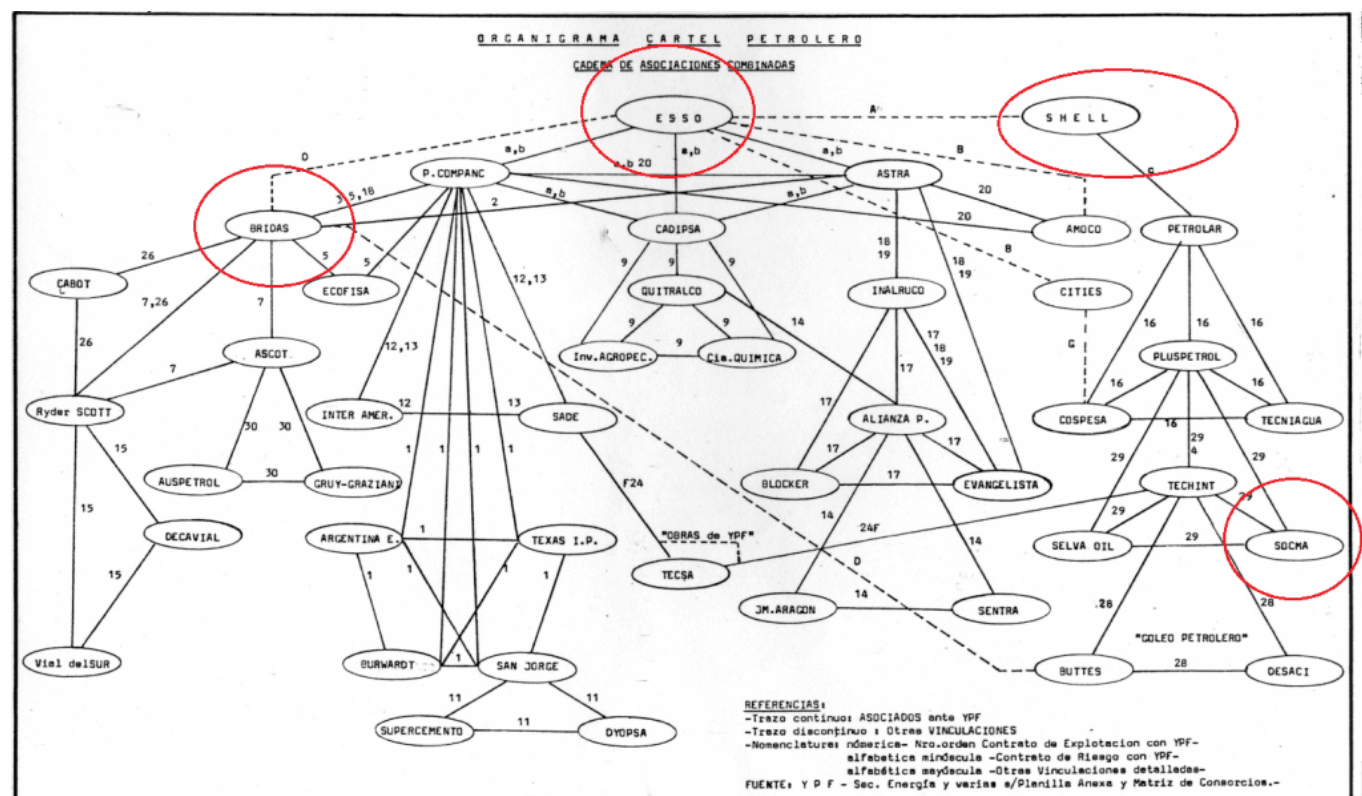 ORGANIGRAMA CARTEL PETROLERO
CADEMA DE ASOCIACIONES COMBINADAS
ESSO
A
SHELL
D
a,b
a,b
a,b
B
P.COMPANC
a,b 20
ASTRA
3,5,18
2
a,b
a,b
20
20
BRIDAS
CADIPSA
AMOCO
PETROLAR
26
5
5
12,13
9
9
9
18
19
18
19
B
CABOT
7,26
7
ECOFISA
QUITRALCO
INALRUCO
CITIES
26
9
9
14
17
18
19
16
16
16
ASCOT.
12,13
Inv.AGROPEC.
9
Cia.QUIMICA
17
G
PLUSPETROL
7
16
16
Ryder SCOTT
INTER AMER.
12
13
SADE
17
ALIANZA P.
COSPESA
16
TECNIAGUA
30
30
15
1
1
1
1
17
17
29
29
4
29
AUSPETROL
30
GRUY-GRAZIANI
BLOCKER
17
EVANGELISTA
TECHINT
15
F24
14
24F
29
29
DECAVIAL
ARGENTINA E.
1
TEXAS I.P.
"OBRAS de YPF"
14
SELVA OIL
29
SOCMA
15
1
1
1
1
TECSA
D
JM.ARAGON
14
SENTRA
28
28
"GOLEO PETROLERO"
Vial delSUR
BURWARDT
1
SAN JORGE
BUTTES
28
DESACI
11
11
SUPERCEMENTO
11
DYOPSA
REFERENCIAS:
-Trazo continuo: ASOCIADOS ante YPF
-Trazo discontinuo : Otras VINCULACIONES
-Nomenclatura: númerica- Nro.orden Contrato de Explotacion con YPF-
alfabetica minúscula -Contrato de Riesgo con YPF-
alfabética mayúscula -Otras Vinculaciones detalladas-
FUENTE: Y P F - Sec. Energía y varias s/Planilla Anexa y Matriz de Consorcios.-